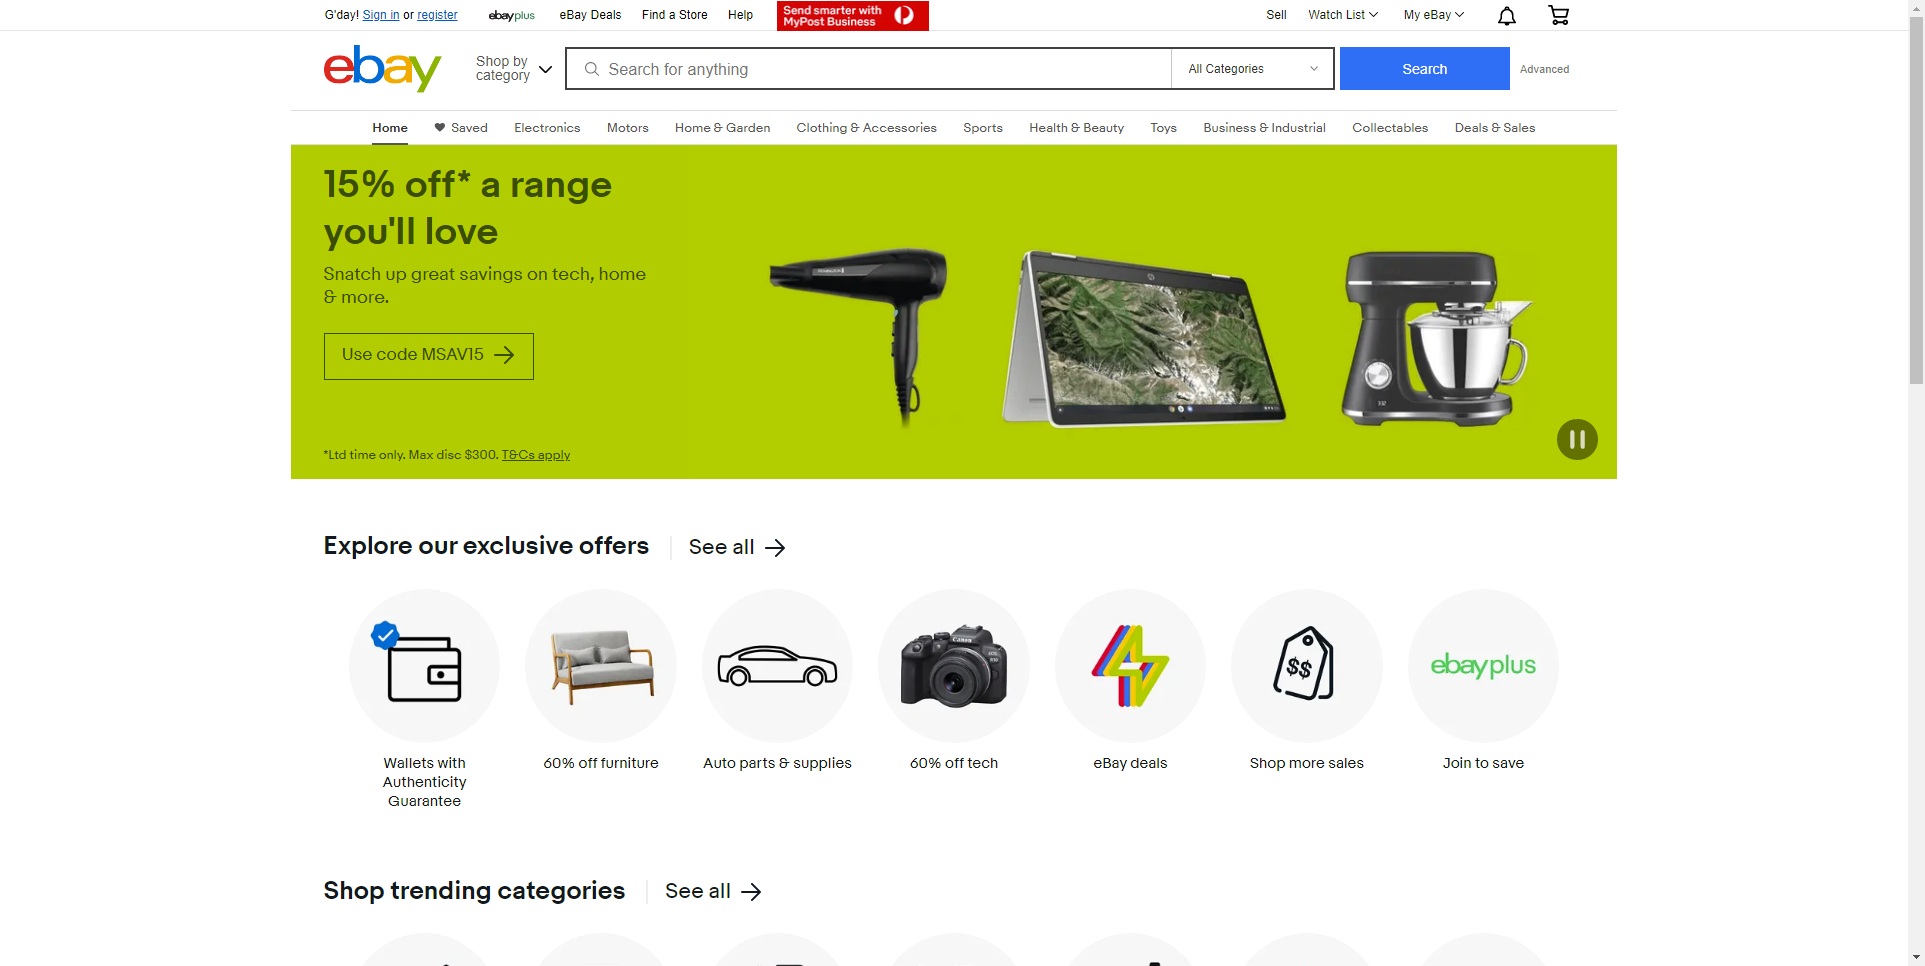 G'day! Sign in or register
ebayplus
eBay Deals
Find a Store
Help
Send smarter with
MyPost Business
Sell
Watch List
My eBay
ebay
Shop by
category
Search for anything
All Categories
Search
Advanced
Home
Saved
Electronics
Motors
Home & Garden
Clothing & Accessories
Sports
Health & Beauty
Toys
Business & Industrial
Collectables
Deals & Sales
15% off* a range
you'll love
Snatch up great savings on tech, home
& more.
Use code MSAV15
*Ltd time only. Max disc $300. T&Cs apply
Explore our exclusive offers
See all
Canon
$$
ebayplus
Wallets with
Authenticity
Guarantee
60% off furniture
Auto parts & supplies
60% off tech
eBay deals
Shop more sales
Join to save
Shop trending categories
See all